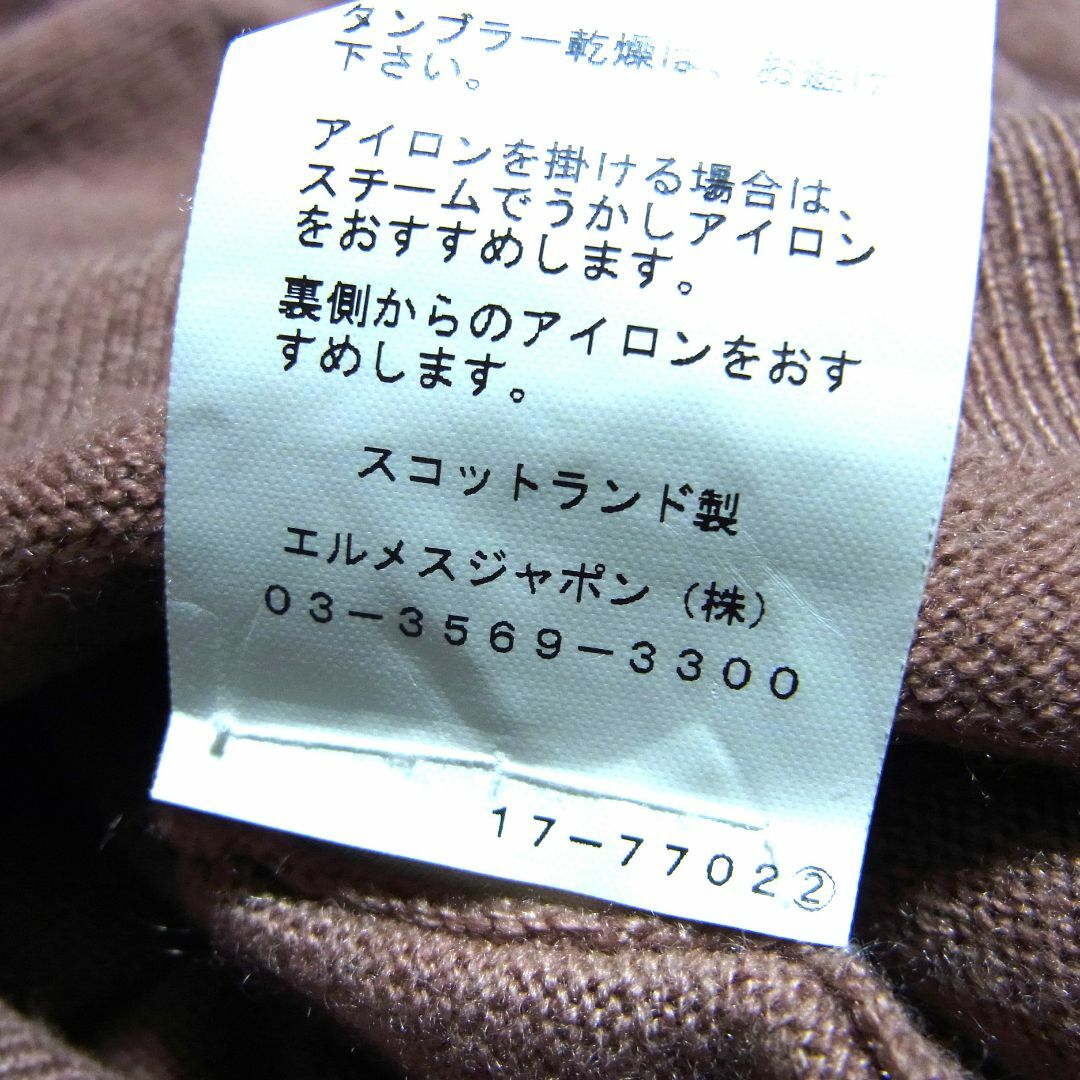 タンブラー乾燥は、お避け
下さい。
アイロンを掛ける場合は、
スチームでうかしアイロン
をおすすめします。
裏側からのアイロンをおす
すめします。
スコットランド製
エルメスジャポン（株）
０３－３５６９－３３００
１７－７７０２②